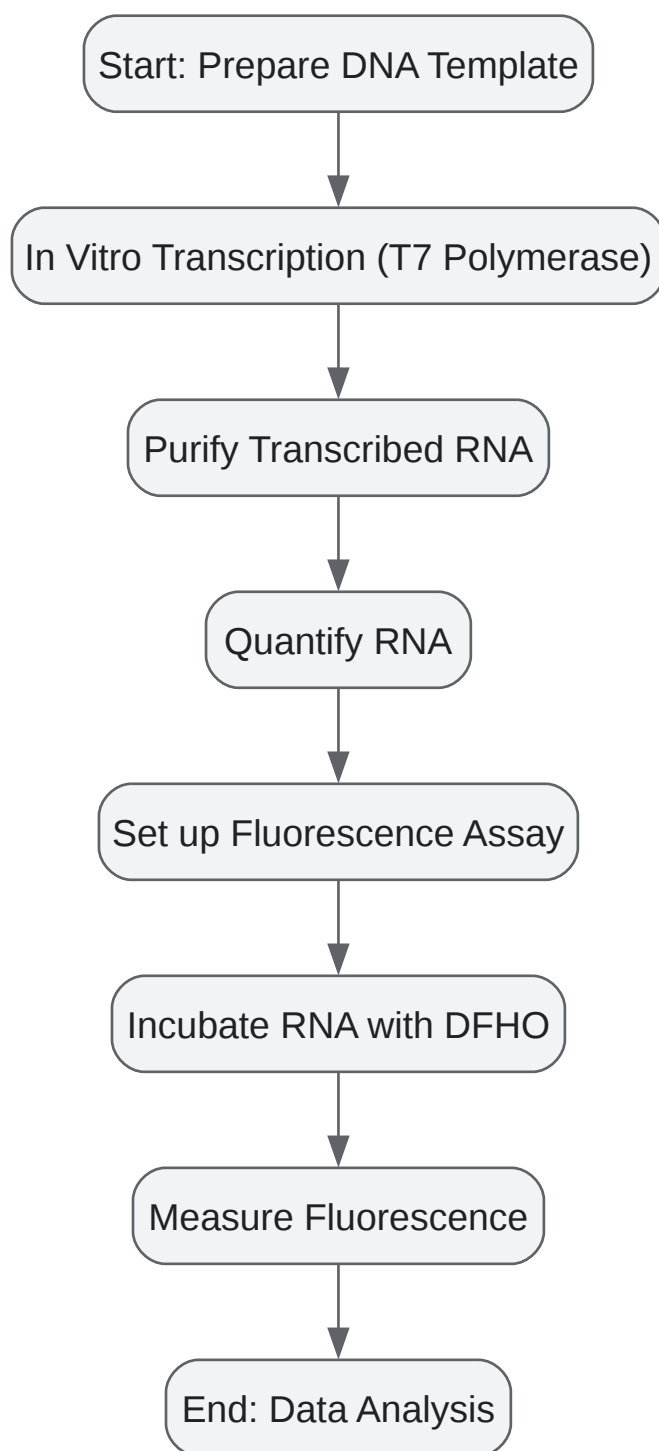 Start: Prepare DNA Template
In Vitro Transcription (T7 Polymerase)
Purify Transcribed RNA
Quantify RNA
Set up Fluorescence Assay
Incubate RNA with DFHO
Measure Fluorescence
End: Data Analysis